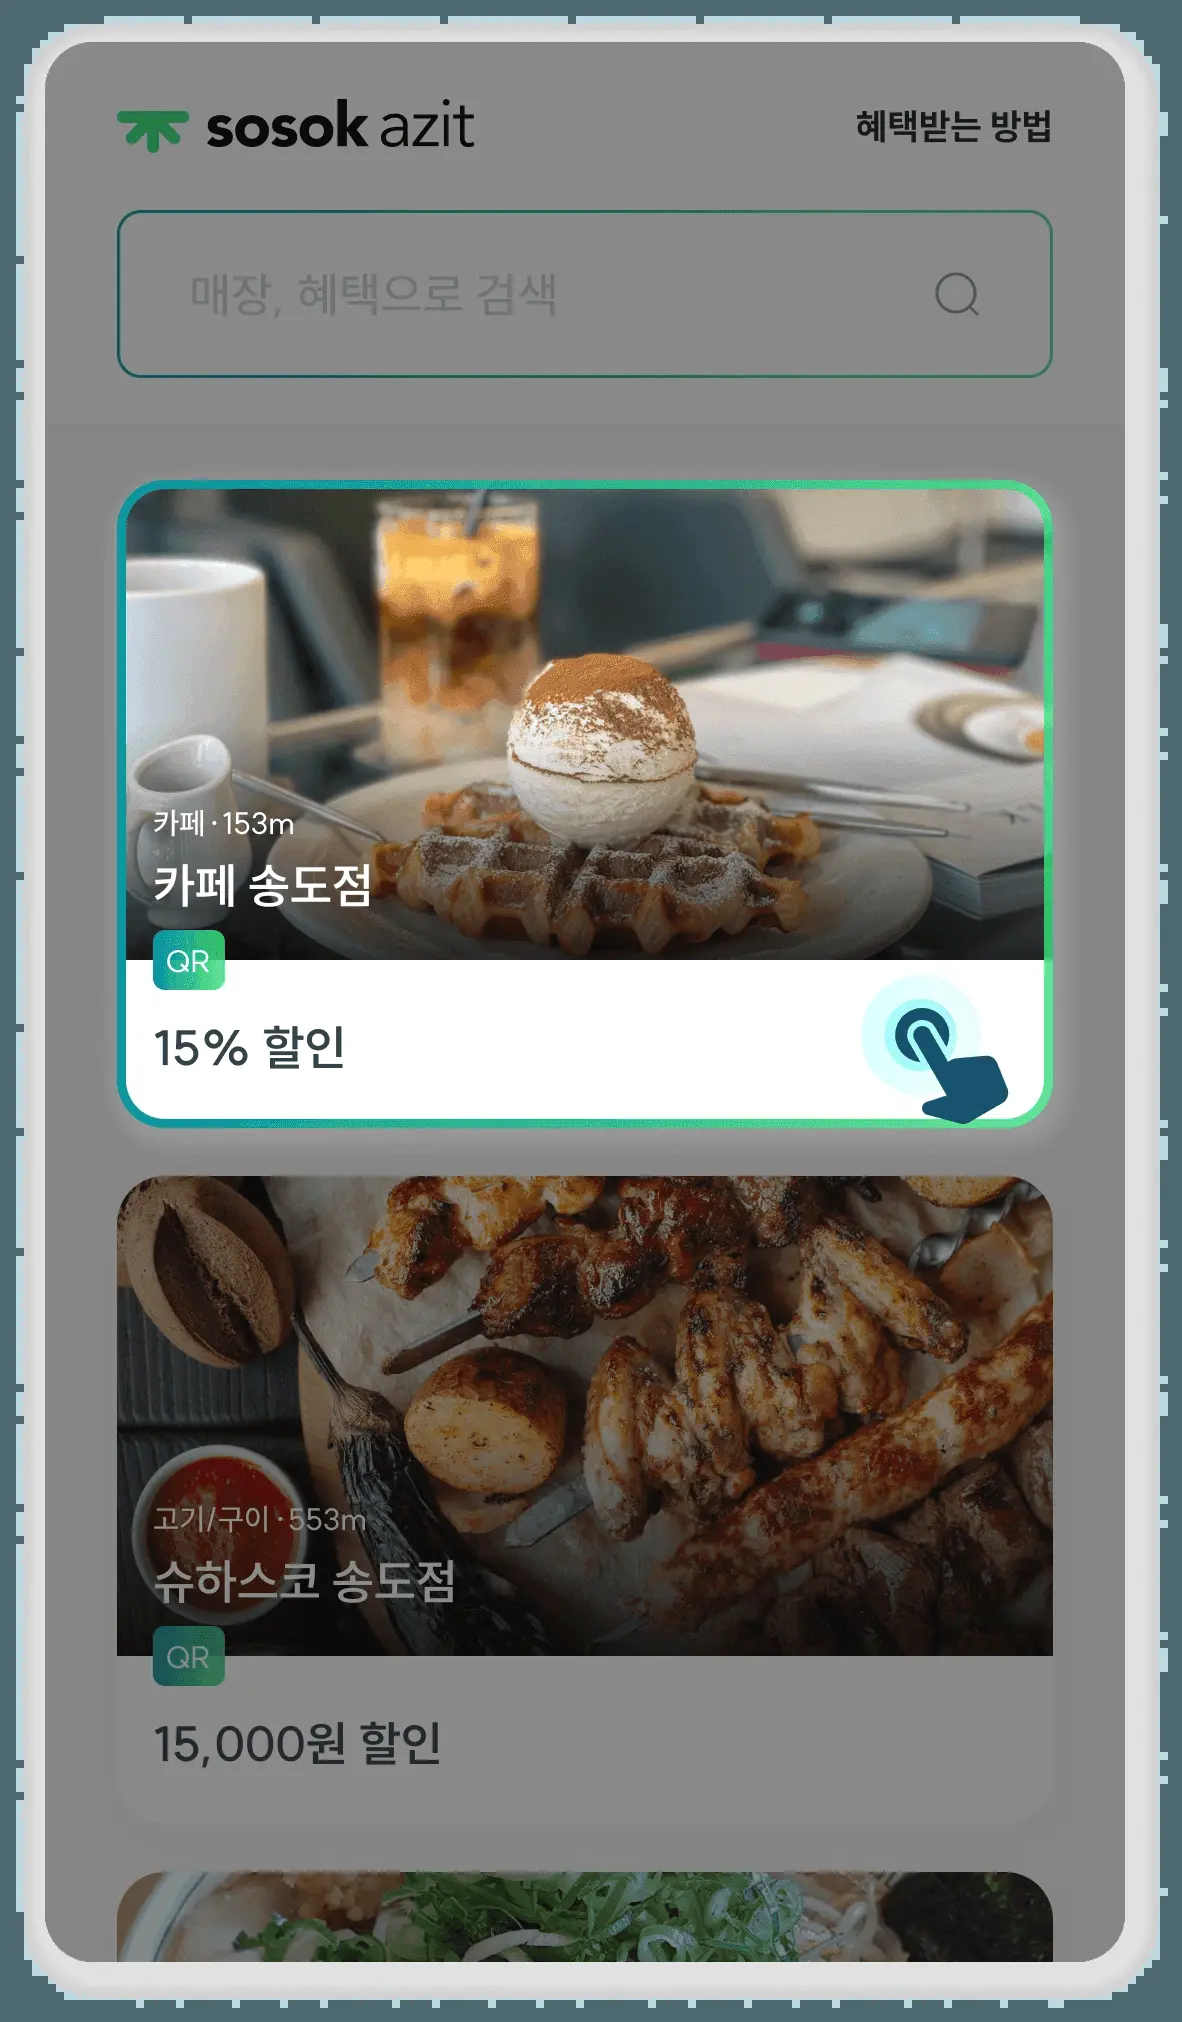 sosok azit
혜택받는 방법
매장, 혜택으로 검색
카페·153m
카페 송도점
QR
15% 할인
고기/구이·553m
슈하스코 송도점
QR
15,000원 할인